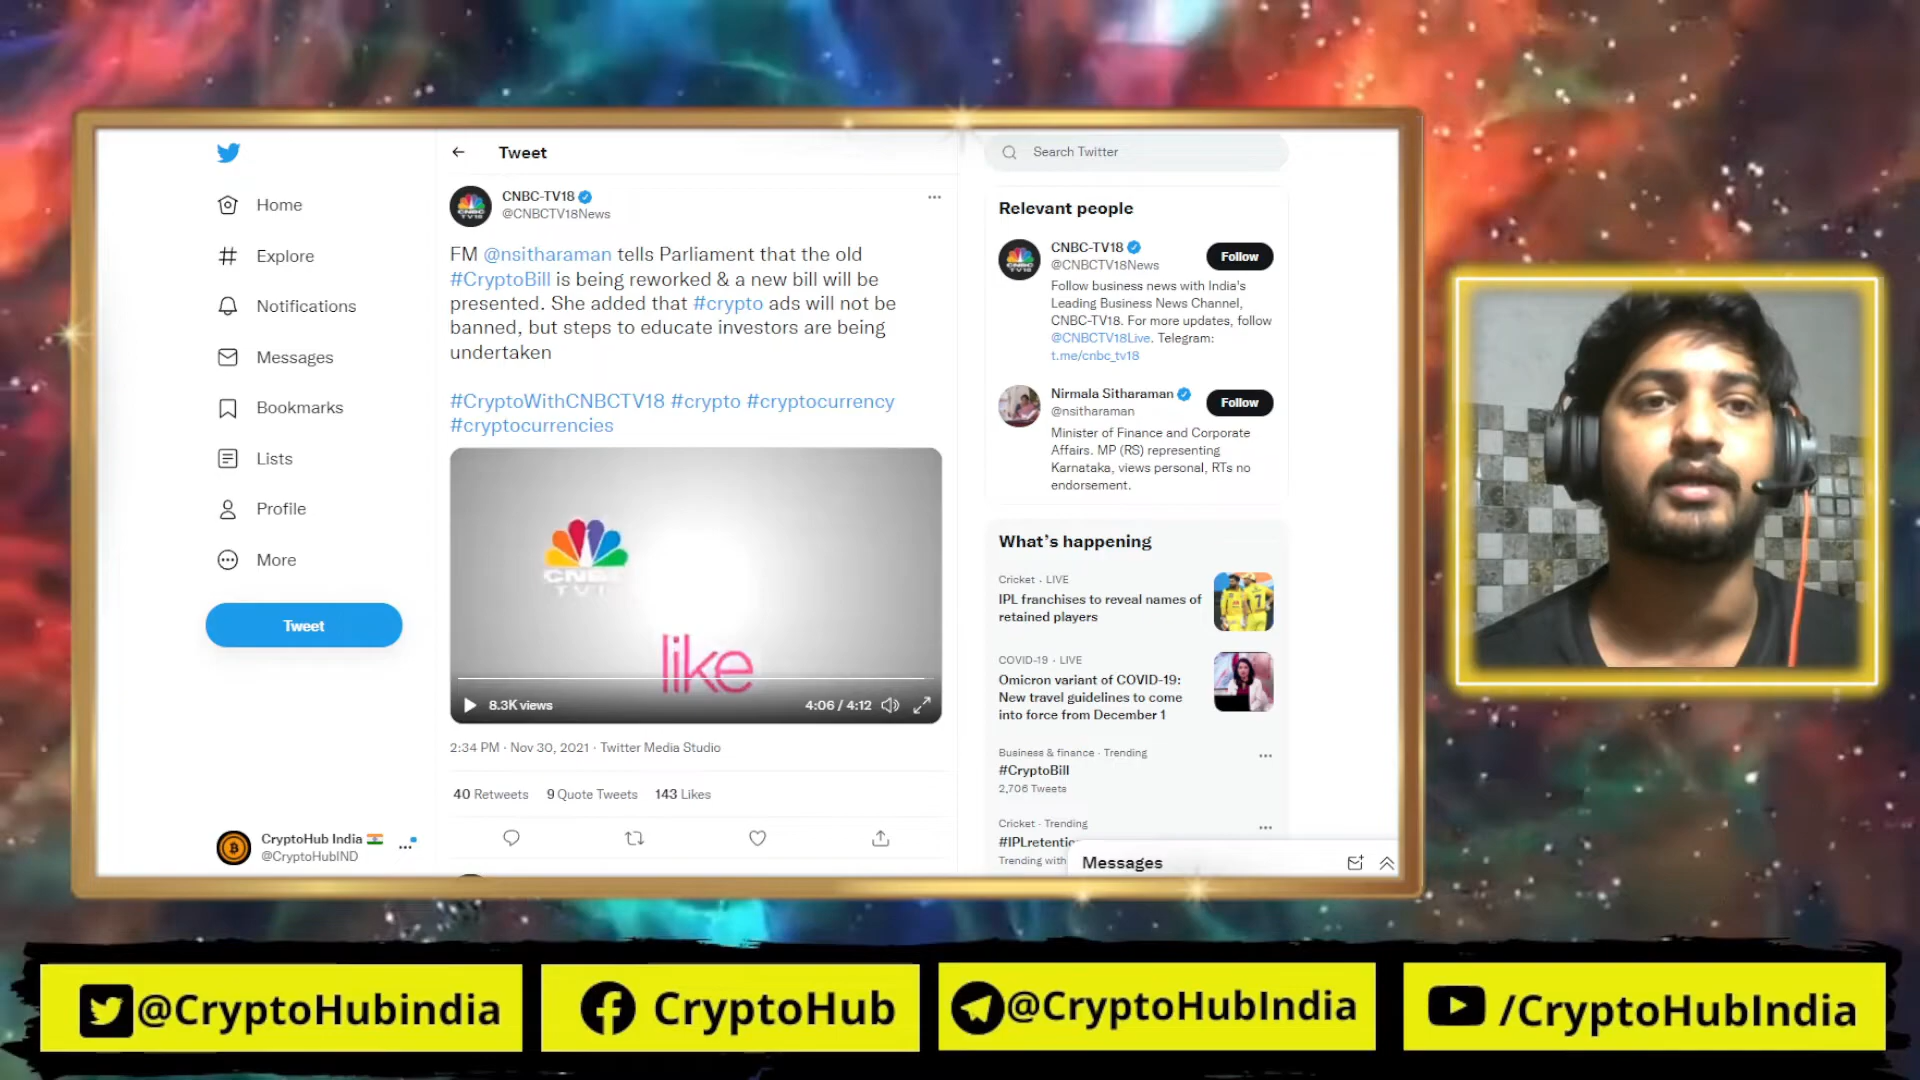 Home
Explore
Notifications
Messages
Bookmarks
Lists
Profile
More
Tweet
CryptoHub India
@CryptoHubIND
Tweet
CNBC-TV18
@CNBCTV18News
FM @nsitharaman tells Parliament that the old
#CryptoBill is being reworked & a new bill will be
presented. She added that #crypto ads will not be
banned, but steps to educate investors are being
undertaken
#CryptoWithCNBCTV18 #crypto #cryptocurrency
#cryptocurrencies
CNBC
TV18
like
8.3K views
4:06 / 4:12
2:34 PM · Nov 30, 2021 · Twitter Media Studio
40 Retweets 9 Quote Tweets 143 Likes
Search Twitter
Relevant people
CNBC-TV18
@CNBCTV18News
Follow
Follow business news with India's
Leading Business News Channel,
CNBC-TV18. For more updates, follow
@CNBCTV18Live. Telegram:
t.me/cnbc_tv18
Nirmala Sitharaman
@nsitharaman
Follow
Minister of Finance and Corporate
Affairs. MP (RS) representing
Karnataka, views personal, RTs no
endorsement.
What's happening
Cricket · LIVE
IPL franchises to reveal names of
retained players
COVID-19 · LIVE
Omicron variant of COVID-19:
New travel guidelines to come
into force from December 1
Business & finance · Trending
#CryptoBill
2,706 Tweets
Cricket · Trending
#IPLretentio
Trending with
Messages
@CryptoHubindia
CryptoHub
@CryptoHubIndia
/CryptoHubIndia